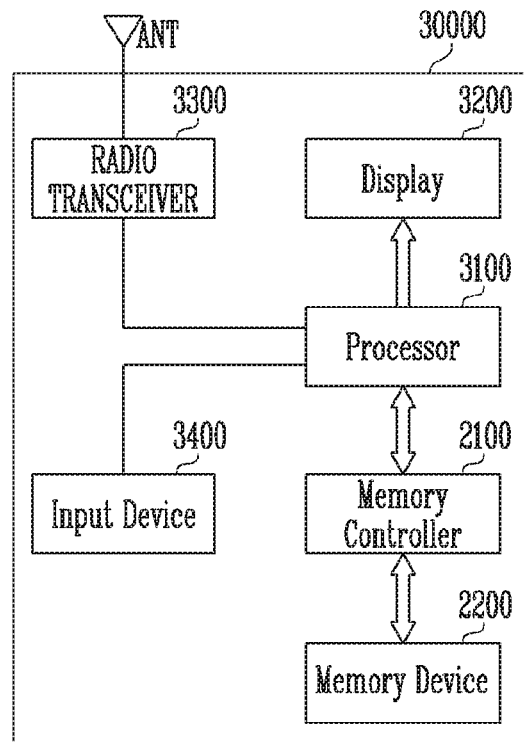 ANT
30000
3300
RADIO
TRANSCEIVER
3200
Display
3100
Processor
3400
Input Device
2100
Memory
Controller
2200
Memory Device